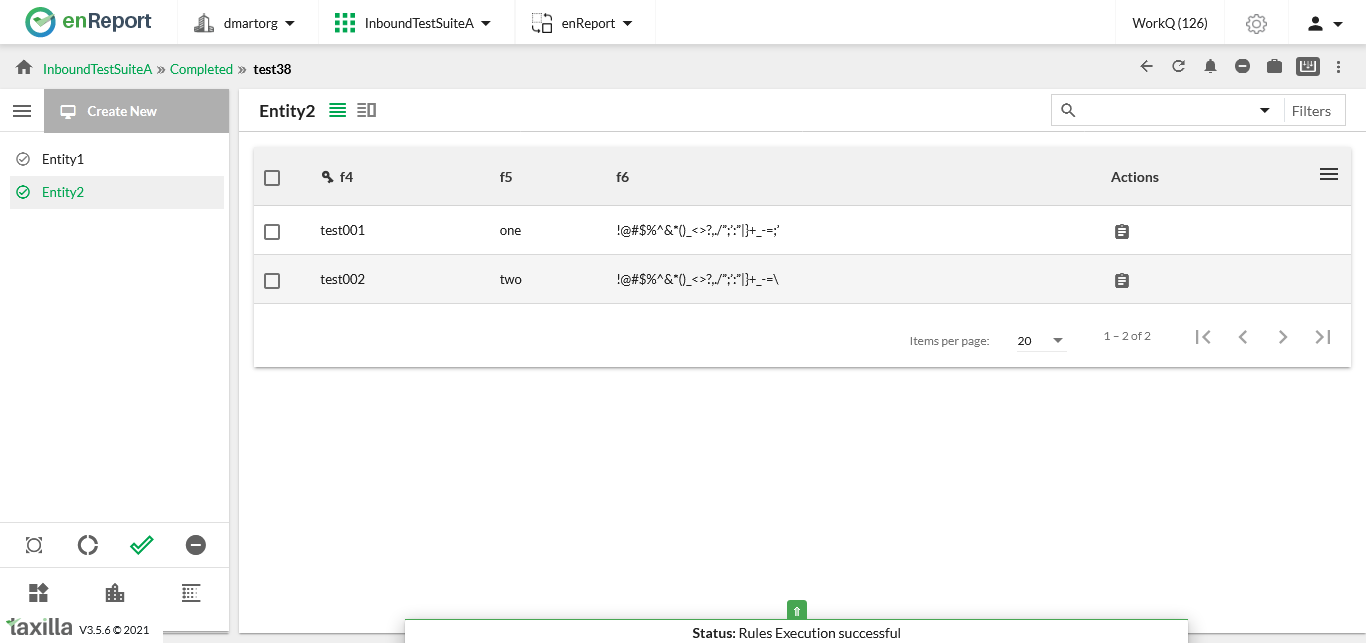 enReport dmartorg InboundTestSuiteA enReport WorkQ (126)
InboundTestSuiteA » Completed » test38
Create New
Entity2
Filters
Entity1
Entity2
f4 f5 f6 Actions
test001 one !@#$%^&*()_<>?,./”;’:”|}+_-=;’
test002 two !@#$%^&*()_<>?,./”;’:”|}+_-=\
Items per page: 20 1 – 2 of 2
taxilla V3.5.6 © 2021
Status: Rules Execution successful